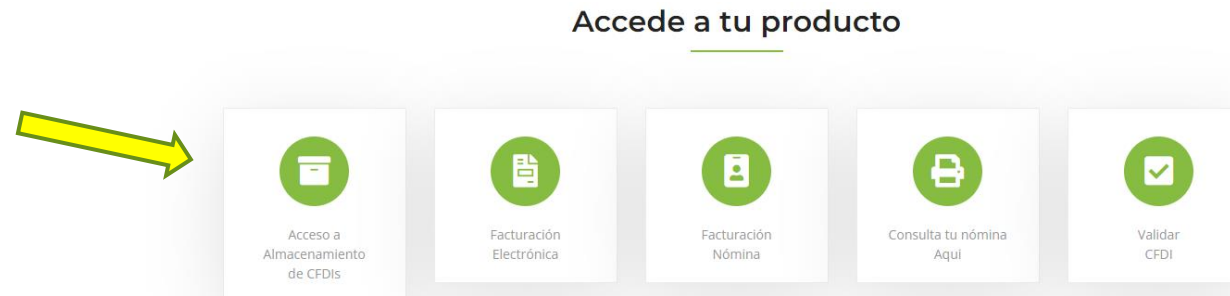 Accede a tu producto
Acceso a
Almacenamiento
de CFDIs
Facturación
Electrónica
Facturación
Nómina
Consulta tu nómina
Aqui
Validar
CFDI